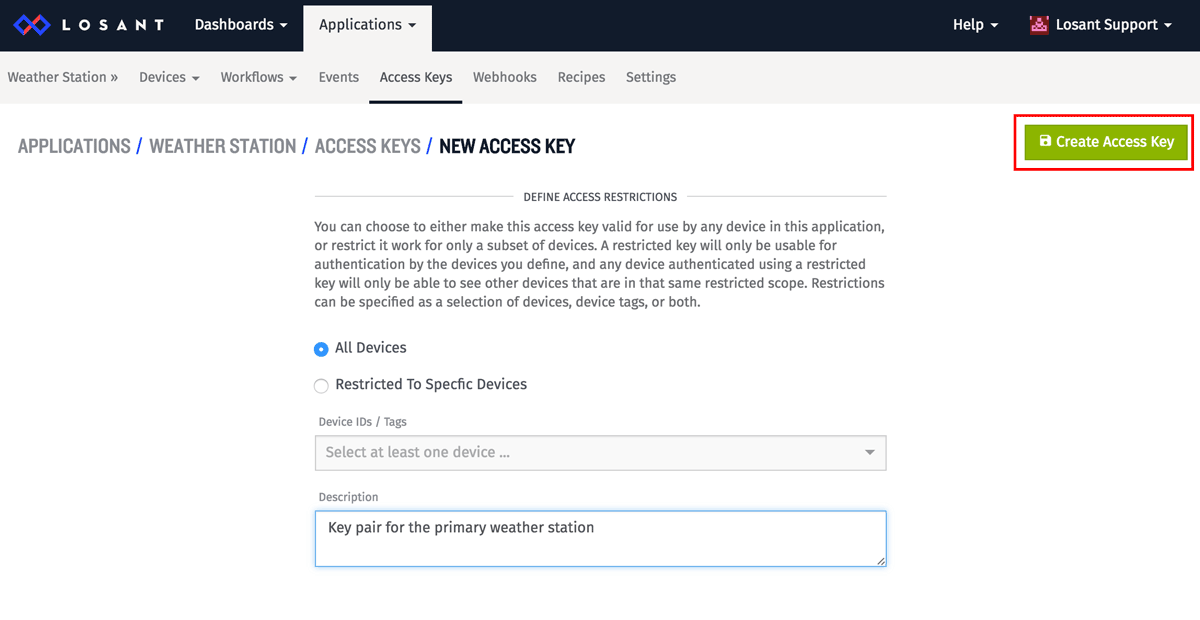 LOSANT Dashboards Applications Help Losant Support
Weather Station » Devices Workflows Events Access Keys Webhooks Recipes Settings
APPLICATIONS / WEATHER STATION / ACCESS KEYS / NEW ACCESS KEY Create Access Key
DEFINE ACCESS RESTRICTIONS
You can choose to either make this access key valid for use by any device in this application,
or restrict it work for only a subset of devices. A restricted key will only be usable for
authentication by the devices you define, and any device authenticated using a restricted
key will only be able to see other devices that are in that same restricted scope. Restrictions
can be specified as a selection of devices, device tags, or both.
All Devices
Restricted To Specfic Devices
Device IDs / Tags
Select at least one device ...
Description
Key pair for the primary weather station